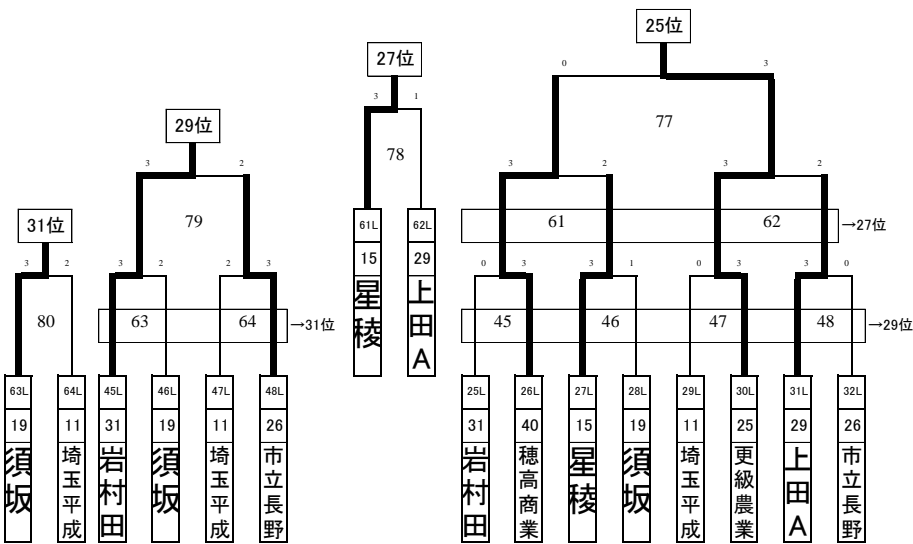 25位
0 3
77
27位
3 1
78
29位
3 2
79
3 2 3 2
61L 62L
15 29
星稜 上田A
61 62 →27位
31位
3 2
80
3 2 2 3
63 64 →31位
0 3 3 1 0 3 3 0
45 46 47 48 →29位
63L 64L 45L 46L 47L 48L 25L 26L 27L 28L 29L 30L 31L 32L
19 11 31 19 11 26 31 40 15 19 11 25 29 26
須坂 埼玉平成 岩村田 須坂 埼玉平成 市立長野 岩村田 穂高商業 星稜 須坂 埼玉平成 更級農業 上田A 市立長野